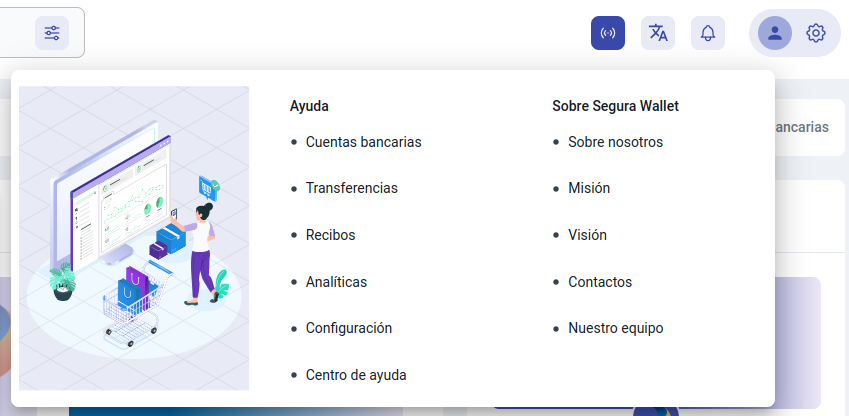 Ayuda
Cuentas bancarias
Transferencias
Recibos
Analíticas
Configuración
Centro de ayuda
Sobre Segura Wallet
Sobre nosotros
Misión
Visión
Contactos
Nuestro equipo
ancarias